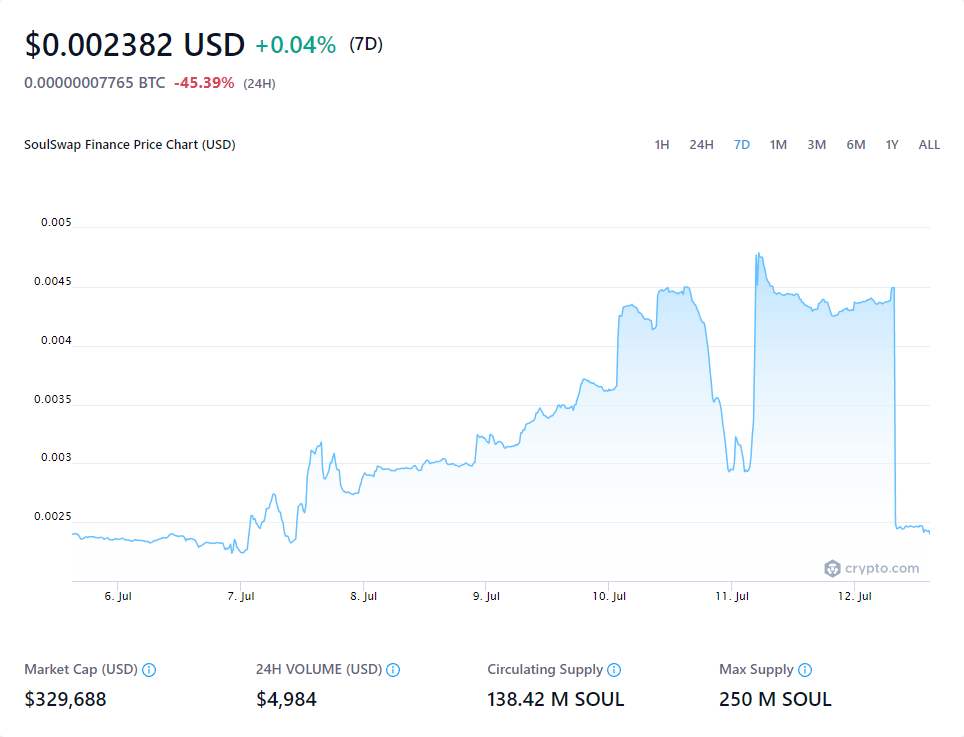 $0.002382 USD +0.04% (7D)
0.00000007765 BTC -45.39% (24H)
SoulSwap Finance Price Chart (USD) 1H 24H 7D 1M 3M 6M 1Y ALL
0.005
0.0045
0.004
0.0035
0.003
0.0025
crypto.com
6. Jul 7. Jul 8. Jul 9. Jul 10. Jul 11. Jul 12. Jul
Market Cap (USD) 24H VOLUME (USD) Circulating Supply Max Supply
$329,688 $4,984 138.42 M SOUL 250 M SOUL